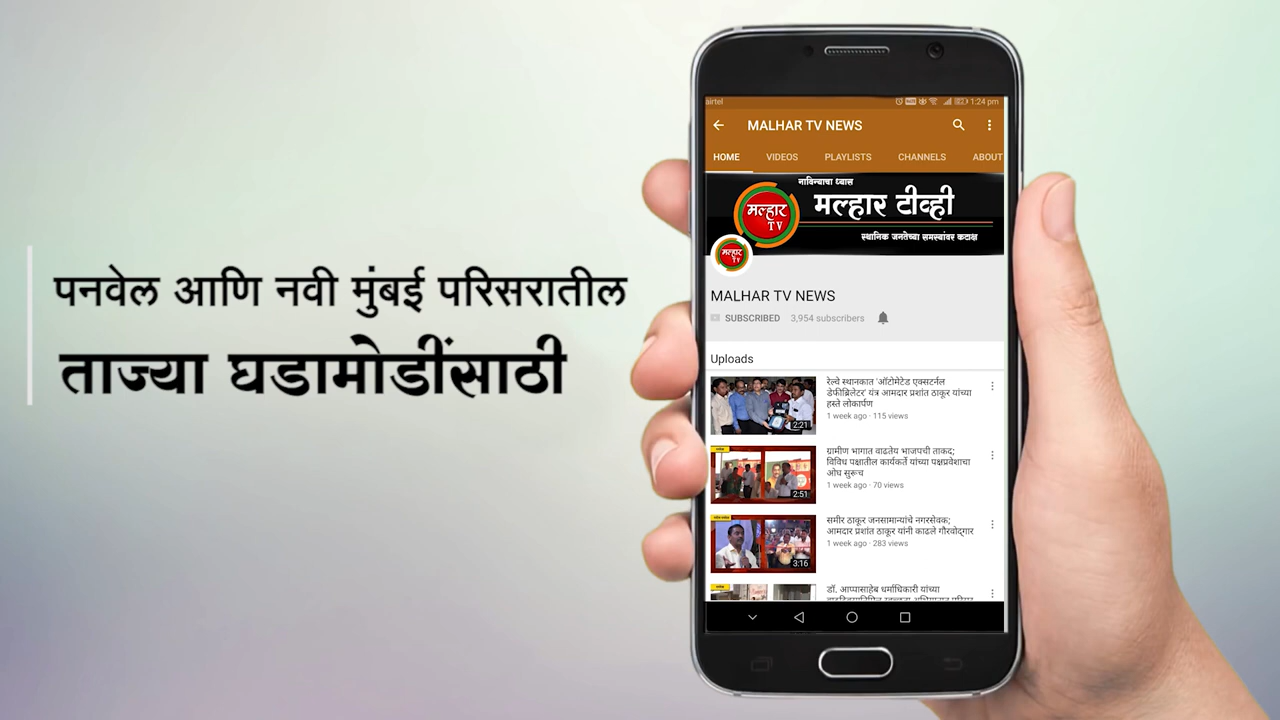 पनवेल आणि नवी मुंबई परिसरातील
ताज्या घडामोडींसाठी
airtel
1:24 pm
MALHAR TV NEWS
HOME VIDEOS PLAYLISTS CHANNELS ABOUT
नाविन्याचा ध्यास
मल्हार टीव्ही
मल्हार
TV
स्थानिक जनतेच्या समस्यांवर कटाक्ष
मल्हार
TV
MALHAR TV NEWS
SUBSCRIBED 3,954 subscribers
Uploads
रेल्वे स्थानकात 'ऑटोमेटेड एक्सटर्नल
डेफीब्रिलेटर' यंत्र आमदार प्रशांत ठाकूर यांच्या
हस्ते लोकार्पण
1 week ago · 115 views
2:21
ग्रामीण भागात वाढतेय भाजपची ताकद;
विविध पक्षातील कार्यकर्ते यांच्या पक्षप्रवेशाचा
ओघ सुरूच
1 week ago · 70 views
2:51
समीर ठाकूर जनसामान्यांचे नगरसेवक;
आमदार प्रशांत ठाकूर यांनी काढले गौरवोद्गार
1 week ago · 283 views
3:16
डॉ. आप्पासाहेब धर्माधिकारी यांच्या